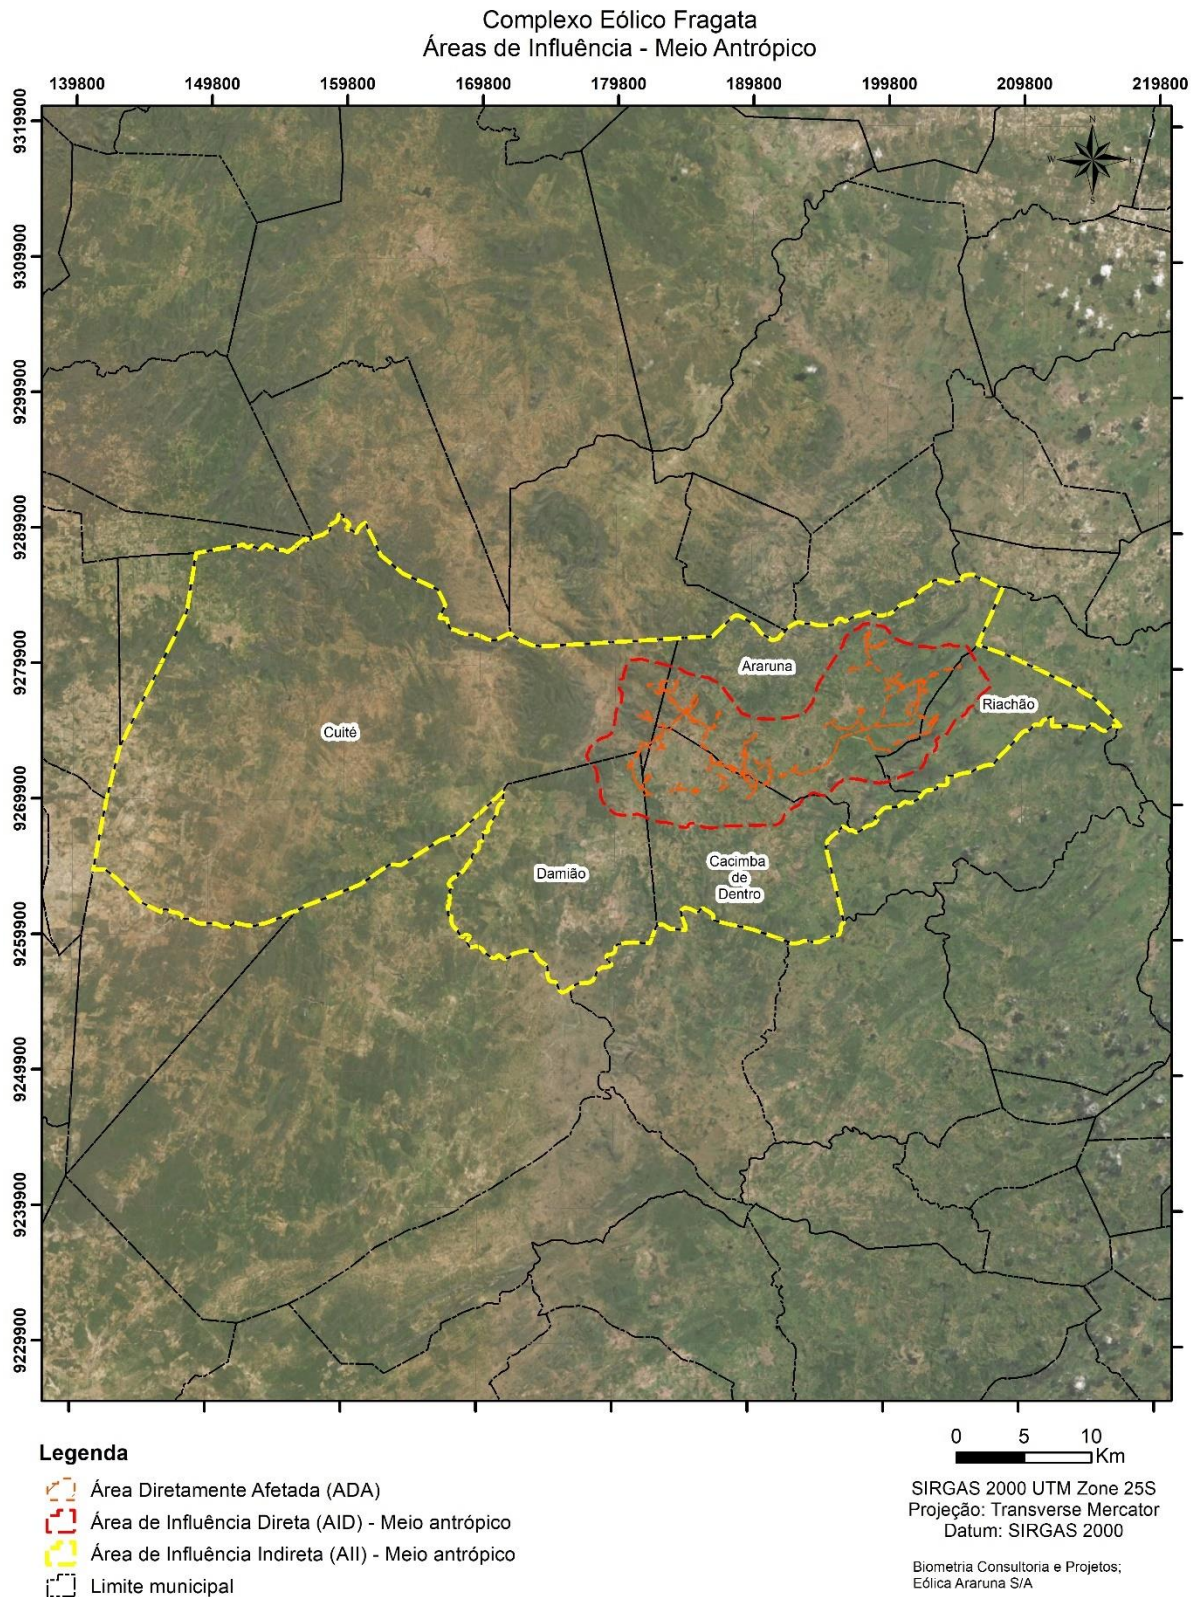 Complexo Eólico Fragata
Áreas de Influência - Meio Antrópico
139800 149800 159800 168800 179800 189800 199800 209800 219800
9319900
N
W E
S
9309900
9299900
9289900
9279900
Araruna
Riachão
Cuité
9269900
Damião
Cacimba
de
Dentro
9259900
9249900
9239900
9229900
Legenda
Área Diretamente Afetada (ADA)
Área de Influência Direta (AID) - Meio antrópico
Área de Influência Indireta (AII) - Meio antrópico
Limite municipal
0 5 10
Km
SIRGAS 2000 UTM Zone 25S
Projeção: Transverse Mercator
Datum: SIRGAS 2000
Biometria Consultoria e Projetos;
Eólica Araruna S/A